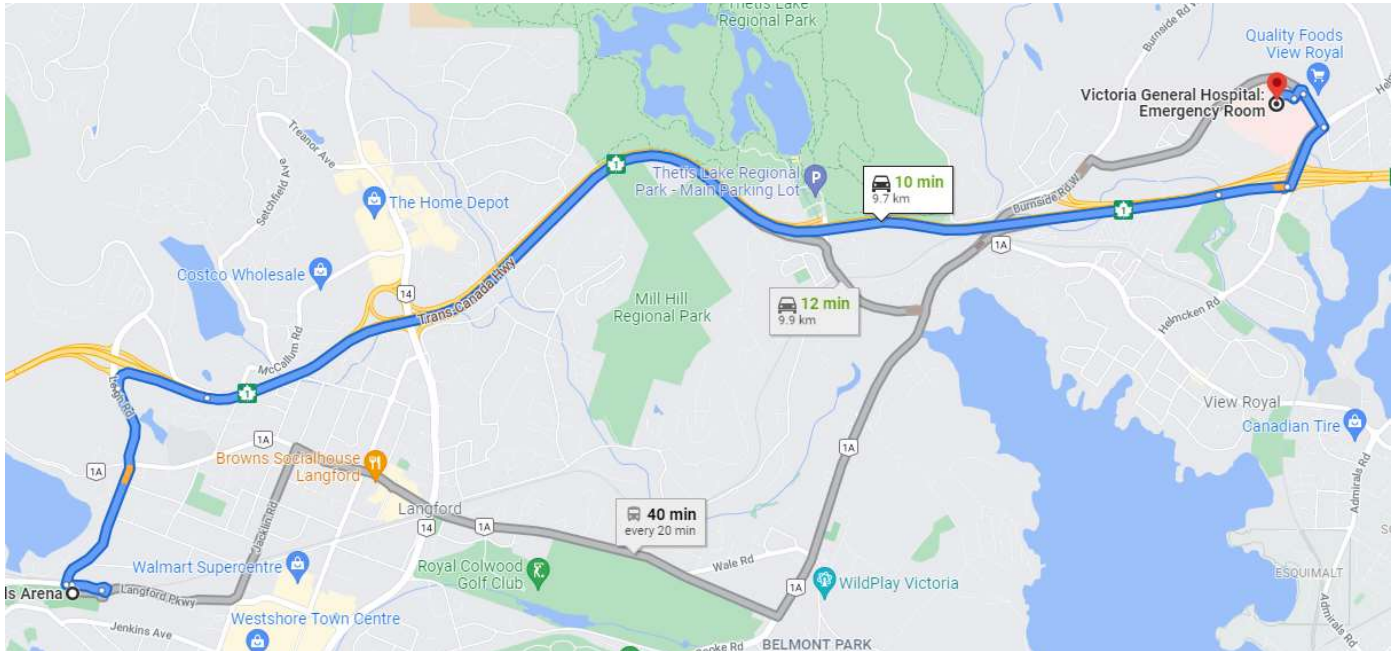 Thetis Lake
Regional Park
Burnside Rd W
Quality Foods
View Royal
Victoria General Hospital:
Emergency Room
Treanor Ave
Setchfield Ave
The Home Depot
Thetis Lake Regional
Park - Main Parking Lot
P
10 min
9.7 km
Burnside Rd W
1
1
1A
Costco Wholesale
14
Trans-Canada Hwy
Mill Hill
Regional Park
12 min
9.9 km
Helmcken Rd
McCallum Rd
1
Leigh Rd
View Royal
Canadian Tire
1A
1A
Browns Socialhouse
Langford
1A
Admirals Rd
Jacklin Rd
Langford
14
1A
40 min
every 20 min
Wale Rd
Royal Colwood
Golf Club
Walmart Supercentre
1A
WildPlay Victoria
ESQUIMALT
Admirals Rd
ls Arena
Langford Pkwy
Westshore Town Centre
Jenkins Ave
BELMONT PARK